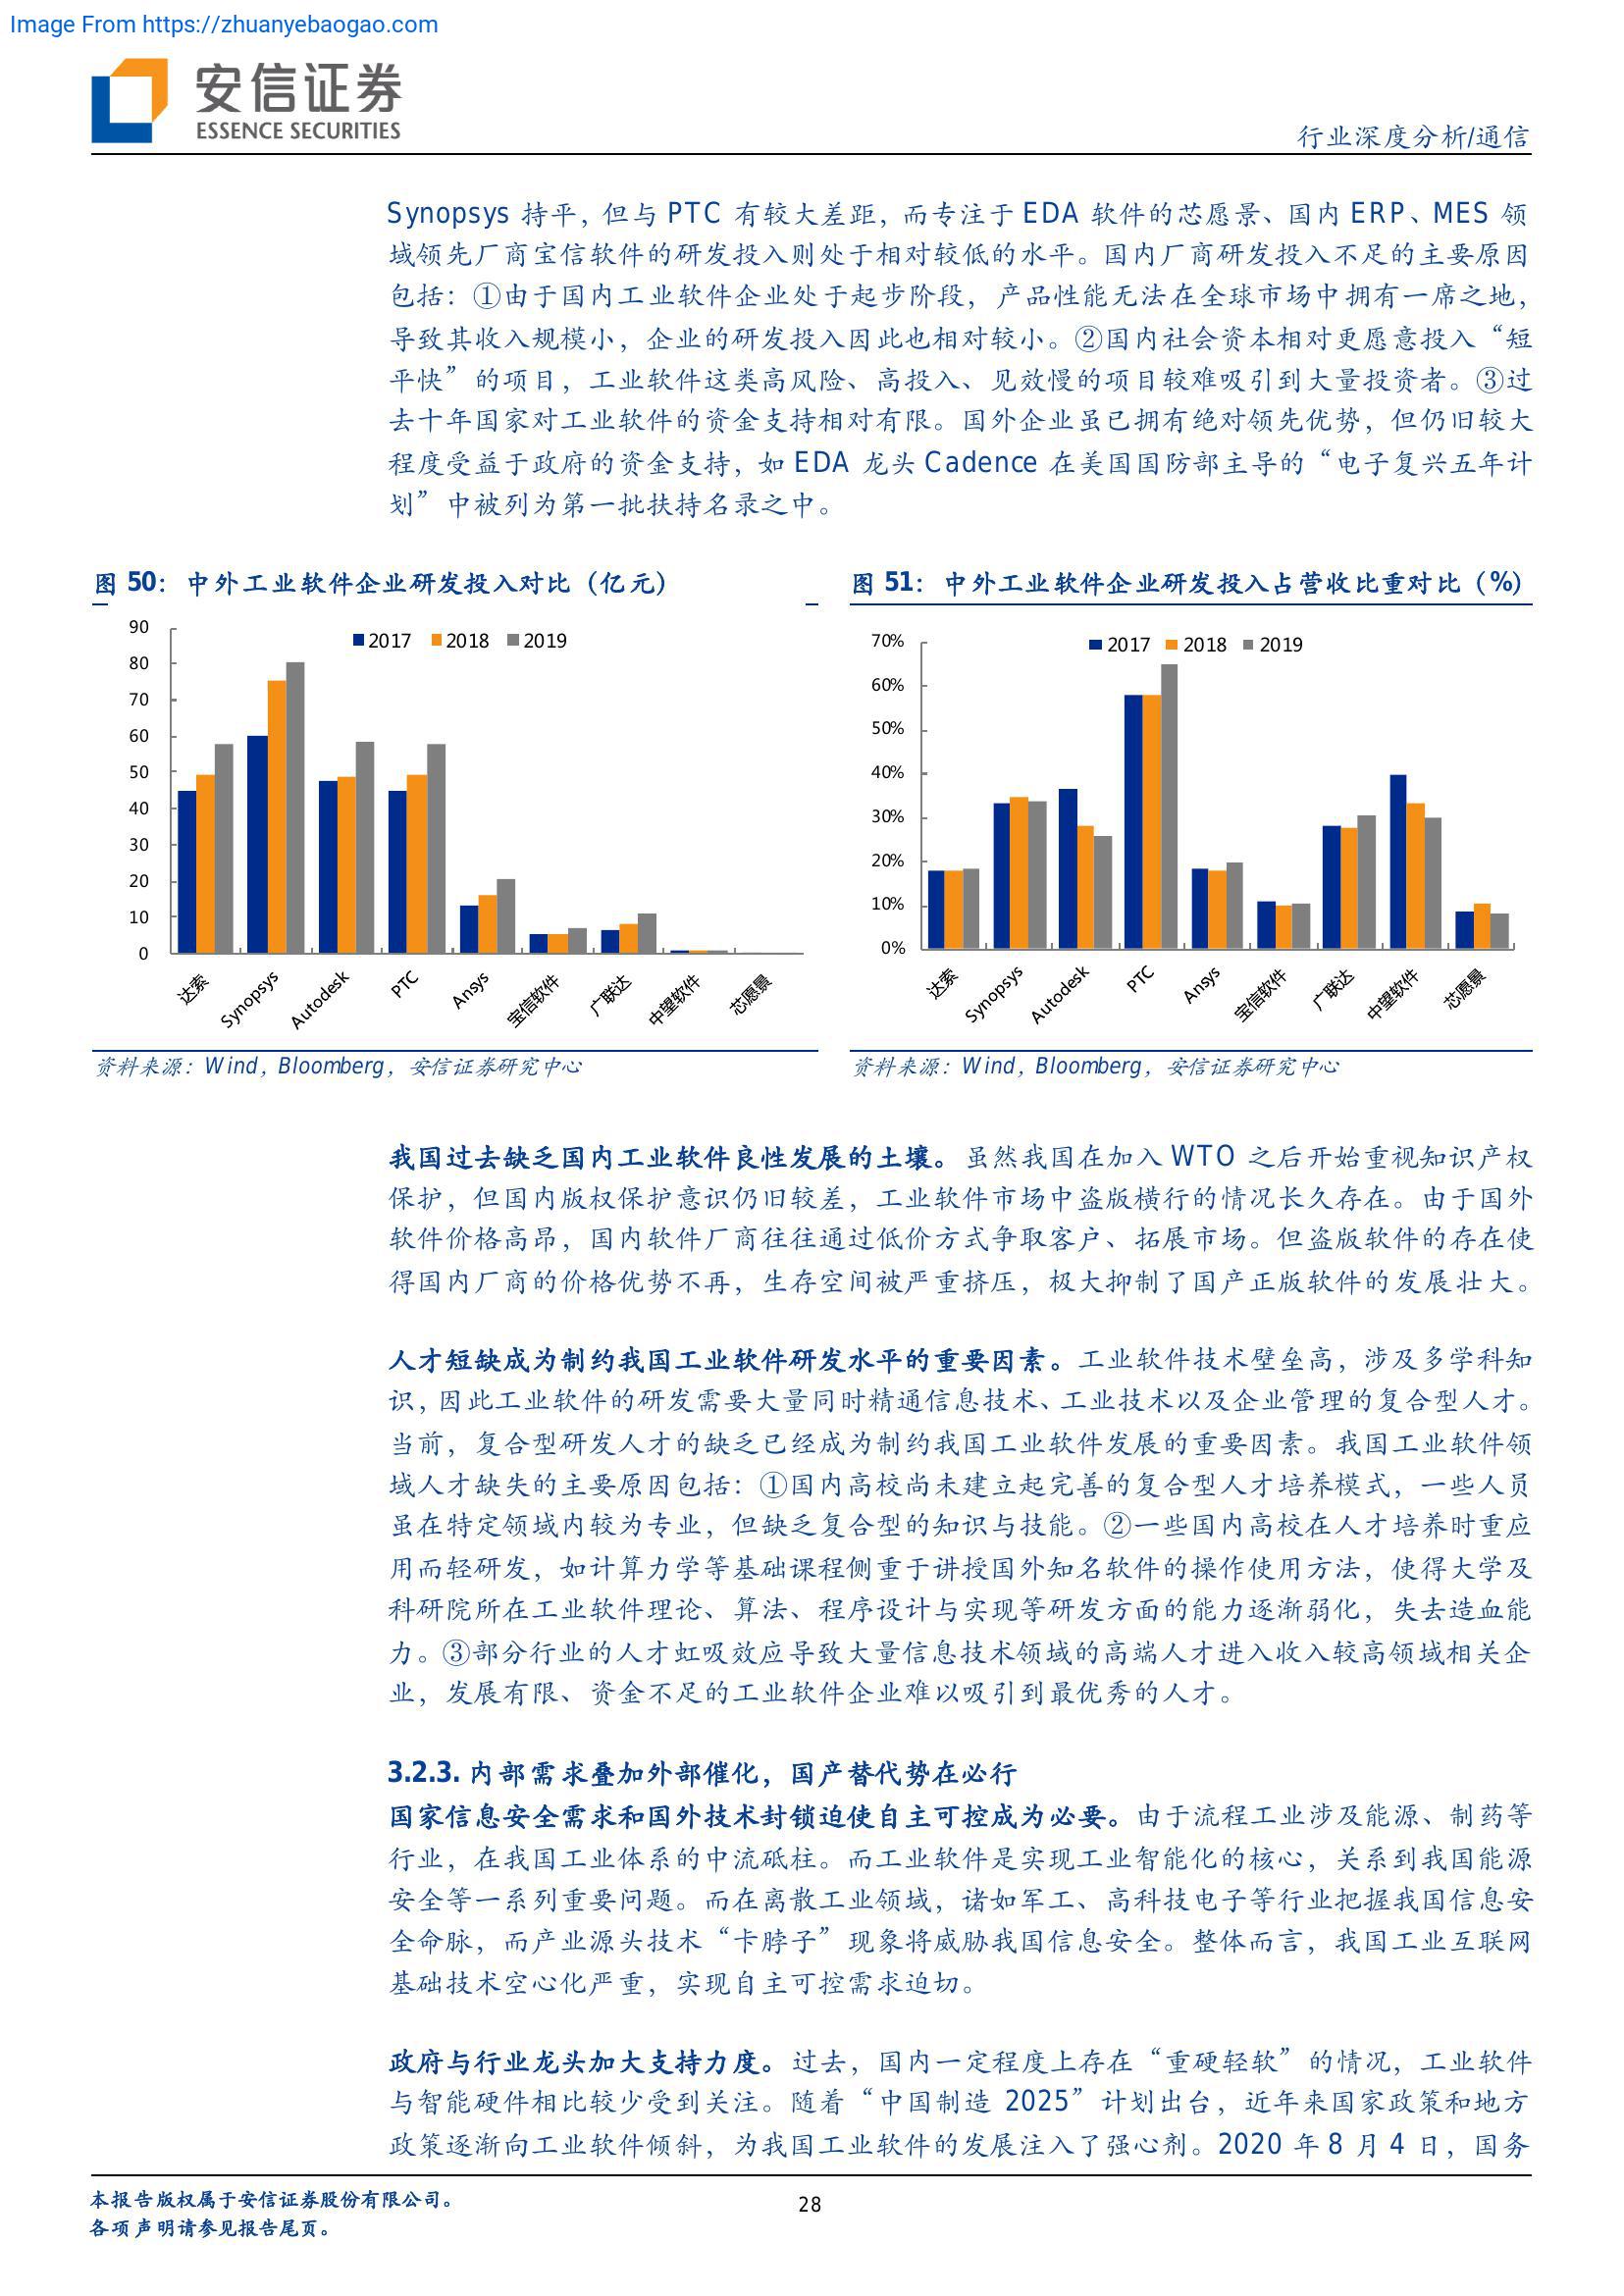 Image From https://zhuanyebaogao.com
安信证券
ESSENCE SECURITIES
行业深度分析/通信
Synopsys 持平，但与 PTC 有较大差距，而专注于 EDA 软件的芯愿景、国内 ERP、MES 领
域领先厂商宝信软件的研发投入则处于相对较低的水平。国内厂商研发投入不足的主要原因
包括：①由于国内工业软件企业处于起步阶段，产品性能无法在全球市场中拥有一席之地，
导致其收入规模小，企业的研发投入因此也相对较小。②国内社会资本相对更愿意投入“短
平快”的项目，工业软件这类高风险、高投入、见效慢的项目较难吸引到大量投资者。③过
去十年国家对工业软件的资金支持相对有限。国外企业虽已拥有绝对领先优势，但仍旧较大
程度受益于政府的资金支持，如 EDA 龙头 Cadence 在美国国防部主导的“电子复兴五年计
划”中被列为第一批扶持名录之中。
图 50：中外工业软件企业研发投入对比（亿元）
90
80
70
60
50
40
30
20
10
0
2017 2018 2019
达索 Synopsys Autodesk PTC Ansys 宝信软件 广联达 中望软件 芯愿景
资料来源：Wind，Bloomberg，安信证券研究中心
图 51：中外工业软件企业研发投入占营收比重对比（%）
70%
60%
50%
40%
30%
20%
10%
0%
2017 2018 2019
达索 Synopsys Autodesk PTC Ansys 宝信软件 广联达 中望软件 芯愿景
资料来源：Wind，Bloomberg，安信证券研究中心
我国过去缺乏国内工业软件良性发展的土壤。虽然我国在加入 WTO 之后开始重视知识产权
保护，但国内版权保护意识仍旧较差，工业软件市场中盗版横行的情况长久存在。由于国外
软件价格高昂，国内软件厂商往往通过低价方式争取客户、拓展市场。但盗版软件的存在使
得国内厂商的价格优势不再，生存空间被严重挤压，极大抑制了国产正版软件的发展壮大。
人才短缺成为制约我国工业软件研发水平的重要因素。工业软件技术壁垒高，涉及多学科知
识，因此工业软件的研发需要大量同时精通信息技术、工业技术以及企业管理的复合型人才。
当前，复合型研发人才的缺乏已经成为制约我国工业软件发展的重要因素。我国工业软件领
域人才缺失的主要原因包括：①国内高校尚未建立起完善的复合型人才培养模式，一些人员
虽在特定领域内较为专业，但缺乏复合型的知识与技能。②一些国内高校在人才培养时重应
用而轻研发，如计算力学等基础课程侧重于讲授国外知名软件的操作使用方法，使得大学及
科研院所在工业软件理论、算法、程序设计与实现等研发方面的能力逐渐弱化，失去造血能
力。③部分行业的人才虹吸效应导致大量信息技术领域的高端人才进入收入较高领域相关企
业，发展有限、资金不足的工业软件企业难以吸引到最优秀的人才。
3.2.3. 内部需求叠加外部催化，国产替代势在必行
国家信息安全需求和国外技术封锁迫使自主可控成为必要。由于流程工业涉及能源、制药等
行业，在我国工业体系的中流砥柱。而工业软件是实现工业智能化的核心，关系到我国能源
安全等一系列重要问题。而在离散工业领域，诸如军工、高科技电子等行业把握我国信息安
全命脉，而产业源头技术“卡脖子”现象将威胁我国信息安全。整体而言，我国工业互联网
基础技术空心化严重，实现自主可控需求迫切。
政府与行业龙头加大支持力度。过去，国内一定程度上存在“重硬轻软”的情况，工业软件
与智能硬件相比较少受到关注。随着“中国制造 2025”计划出台，近年来国家政策和地方
政策逐渐向工业软件倾斜，为我国工业软件的发展注入了强心剂。2020 年 8 月 4 日，国务
本报告版权属于安信证券股份有限公司。
各项声明请参见报告尾页。
28